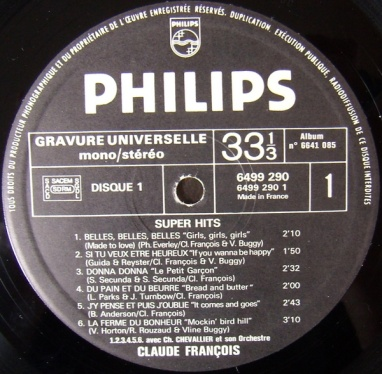 TOUS DROITS DU PRODUCTEUR PHONOGRAPHIQUE ET DU PROPRIÉTAIRE DE L'ŒUVRE ENREGISTRÉE RÉSERVÉS. DUPLICATION, EXÉCUTION PUBLIQUE, RADIODIFFUSION DE CE DISQUE INTERDITES
PHILIPS
PHILIPS
GRAVURE UNIVERSELLE
mono/stéréo
33 1/3
Album
n° 6641 085
SACEM
SDRM
DISQUE 1
6499 290
6499 290 1
Made in France
1
SUPER HITS
1. BELLES, BELLES, BELLES "Girls, girls, girls" 2'10
(Made to love) (Ph. Everley/Cl. François & V. Buggy)
2. SI TU VEUX ETRE HEUREUX "If you wanna be happy" 1'50
(Guida & Reyster/Cl. François & V. Buggy)
3. DONNA DONNA "Le Petit Garçon" 2'32
(S. Secunda & S. Secunda/Cl. François)
4. DU PAIN ET DU BEURRE "Bread and butter" 2'00
(L. Parks & J. Turnbow/Cl. François)
5. J'Y PENSE ET PUIS J'OUBLIE "It comes and goes" 2'43
(B. Anderson/Cl. François)
6. LA FERME DU BONHEUR "Mockin' bird hill" 3'10
(V. Horton/R. Rouzaud & Vline Buggy)
1.2.3.4.5.6. avec Ch. CHEVALLIER et son Orchestre
CLAUDE FRANÇOIS